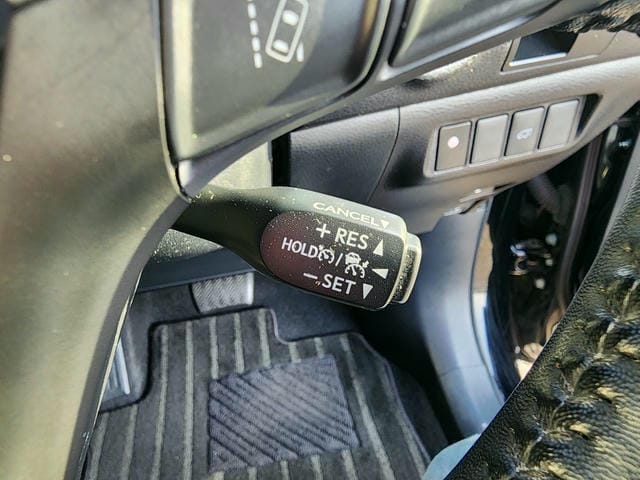 CANCEL▼
+ RES ▲
HOLD /
− SET ▼